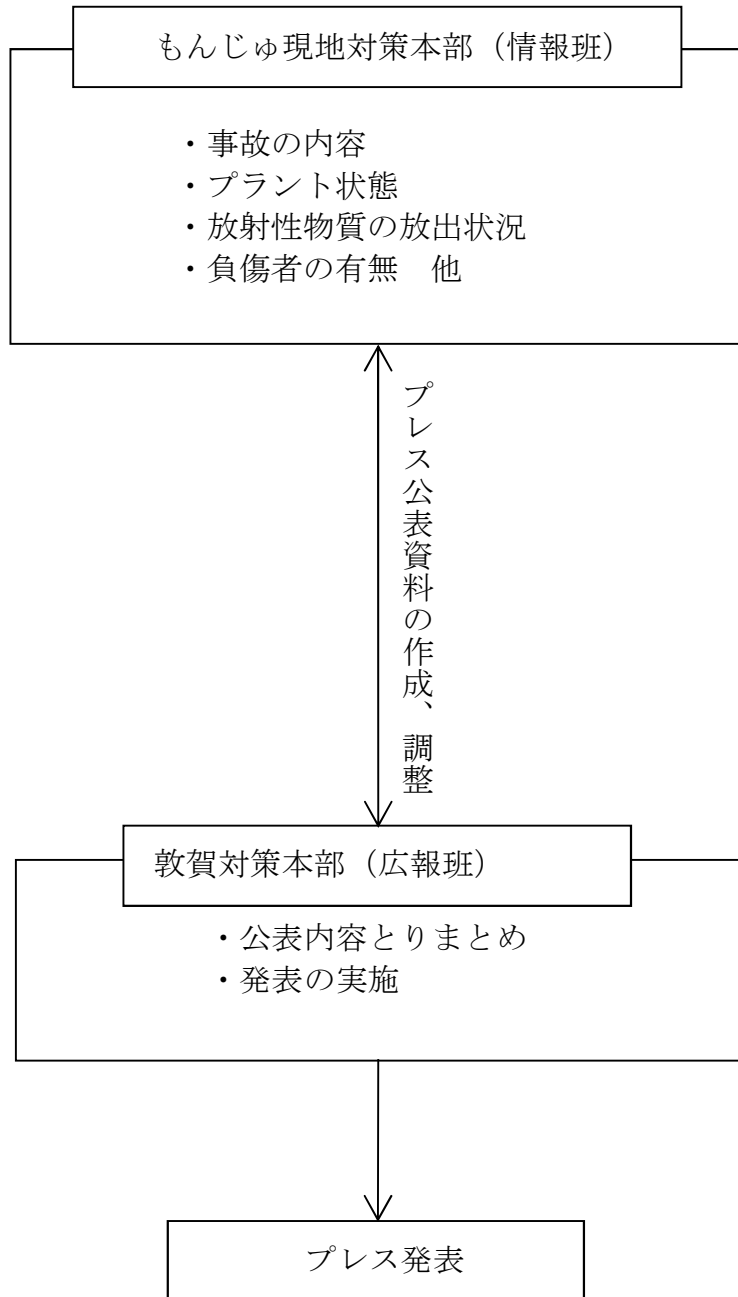 もんじゅ現地対策本部（情報班）
・事故の内容
・プラント状態
・放射性物質の放出状況
・負傷者の有無　他
プレス公表資料の作成、調整
敦賀対策本部（広報班）
・公表内容とりまとめ
・発表の実施
プレス発表